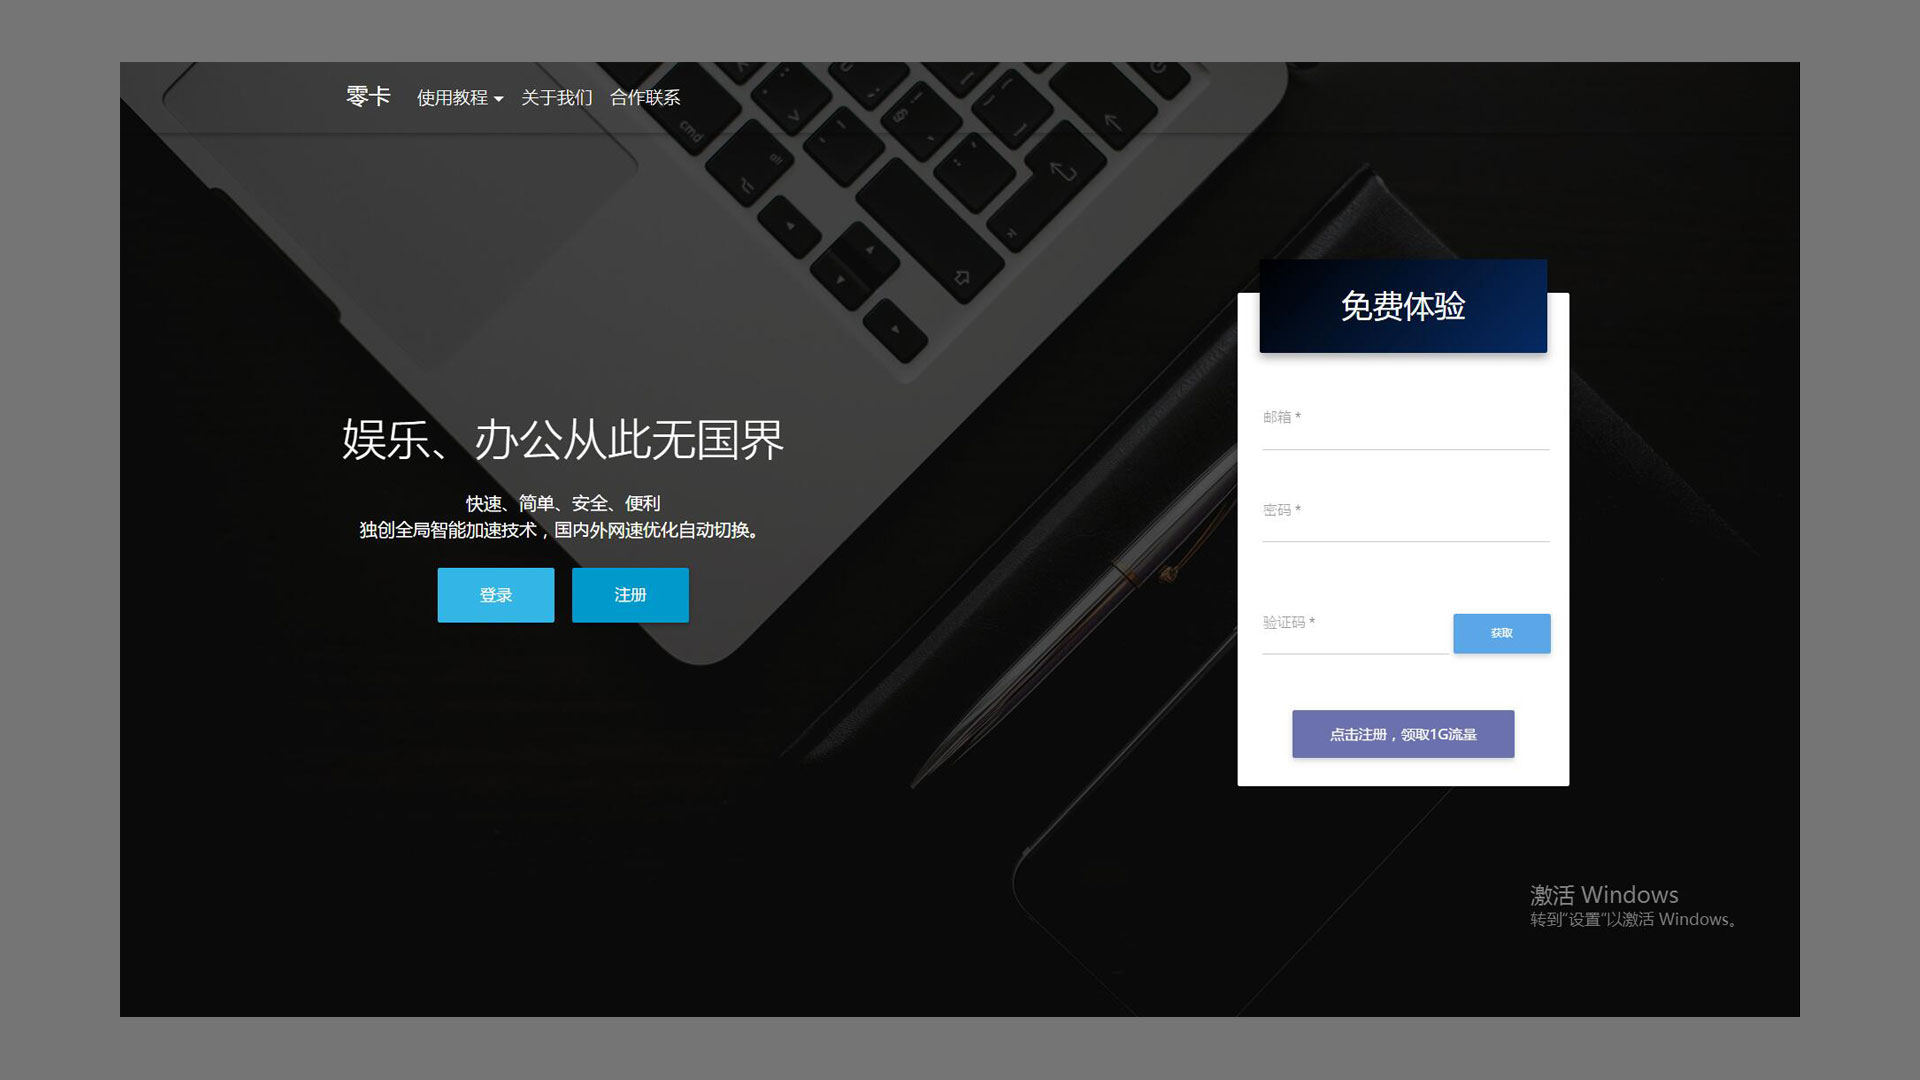 零卡 使用教程 关于我们 合作联系
免费体验
娱乐、办公从此无国界
快速、简单、安全、便利
独创全局智能加速技术，国内外网速优化自动切换。
登录 注册
邮箱 *
密码 *
验证码 * 获取
点击注册，领取1G流量
激活 Windows
转到“设置”以激活 Windows。